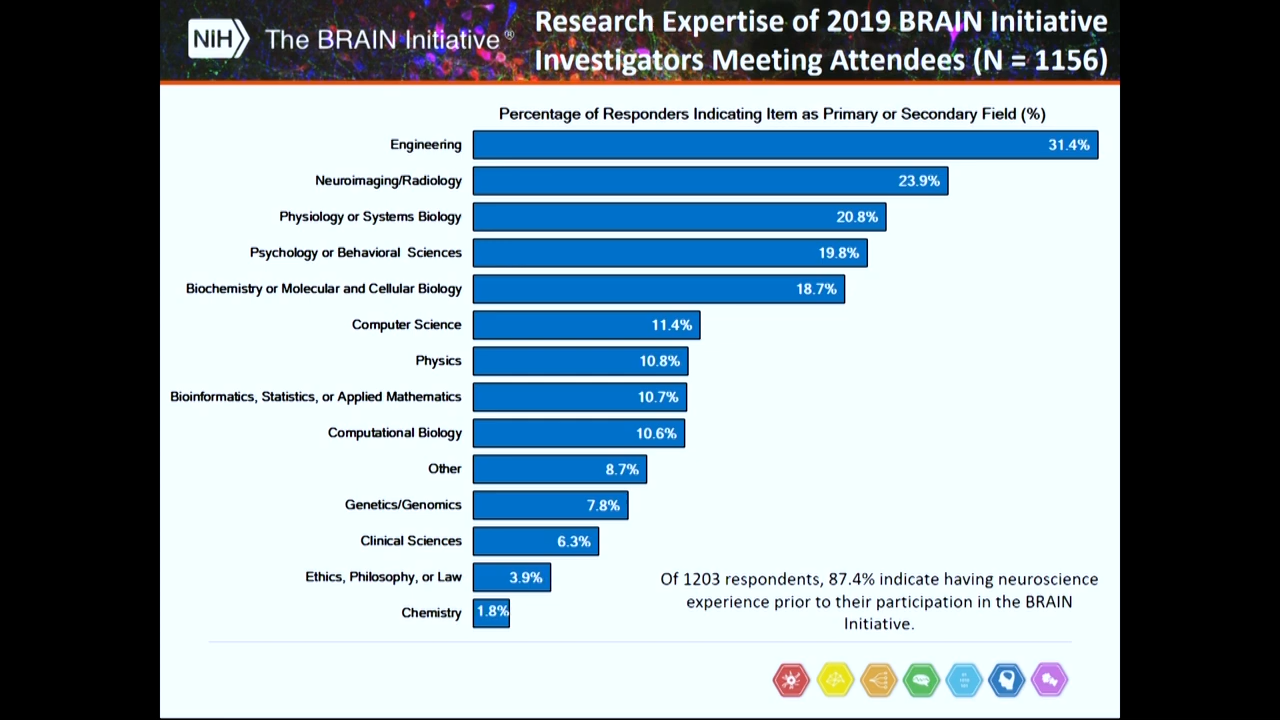 NIH The BRAIN Initiative®
Research Expertise of 2019 BRAIN Initiative
Investigators Meeting Attendees (N = 1156)
Percentage of Responders Indicating Item as Primary or Secondary Field (%)
Engineering 31.4%
Neuroimaging/Radiology 23.9%
Physiology or Systems Biology 20.8%
Psychology or Behavioral Sciences 19.8%
Biochemistry or Molecular and Cellular Biology 18.7%
Computer Science 11.4%
Physics 10.8%
Bioinformatics, Statistics, or Applied Mathematics 10.7%
Computational Biology 10.6%
Other 8.7%
Genetics/Genomics 7.8%
Clinical Sciences 6.3%
Ethics, Philosophy, or Law 3.9%
Chemistry 1.8%
Of 1203 respondents, 87.4% indicate having neuroscience
experience prior to their participation in the BRAIN
Initiative.